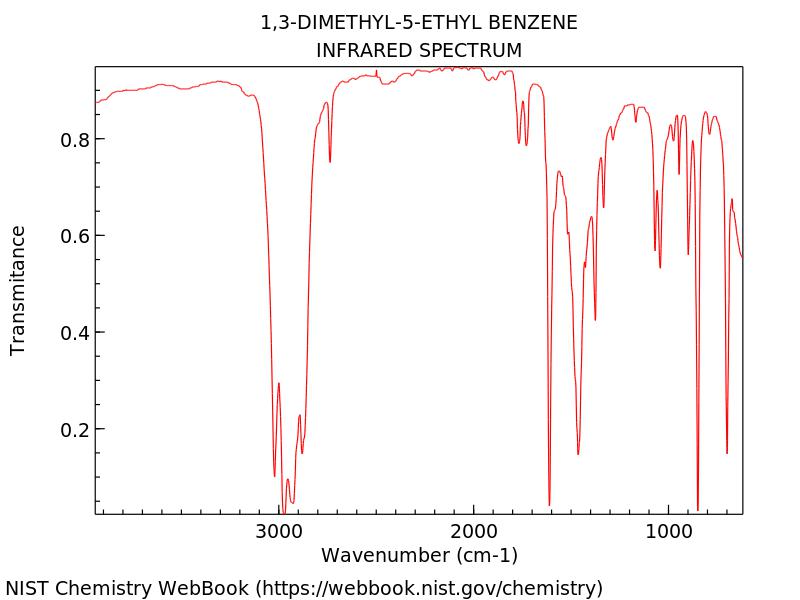 1,3-DIMETHYL-5-ETHYL BENZENE
INFRARED SPECTRUM
0.8
0.6
0.4
0.2
Transmitance
3000
2000
1000
Wavenumber (cm-1)
NIST Chemistry WebBook (https://webbook.nist.gov/chemistry)